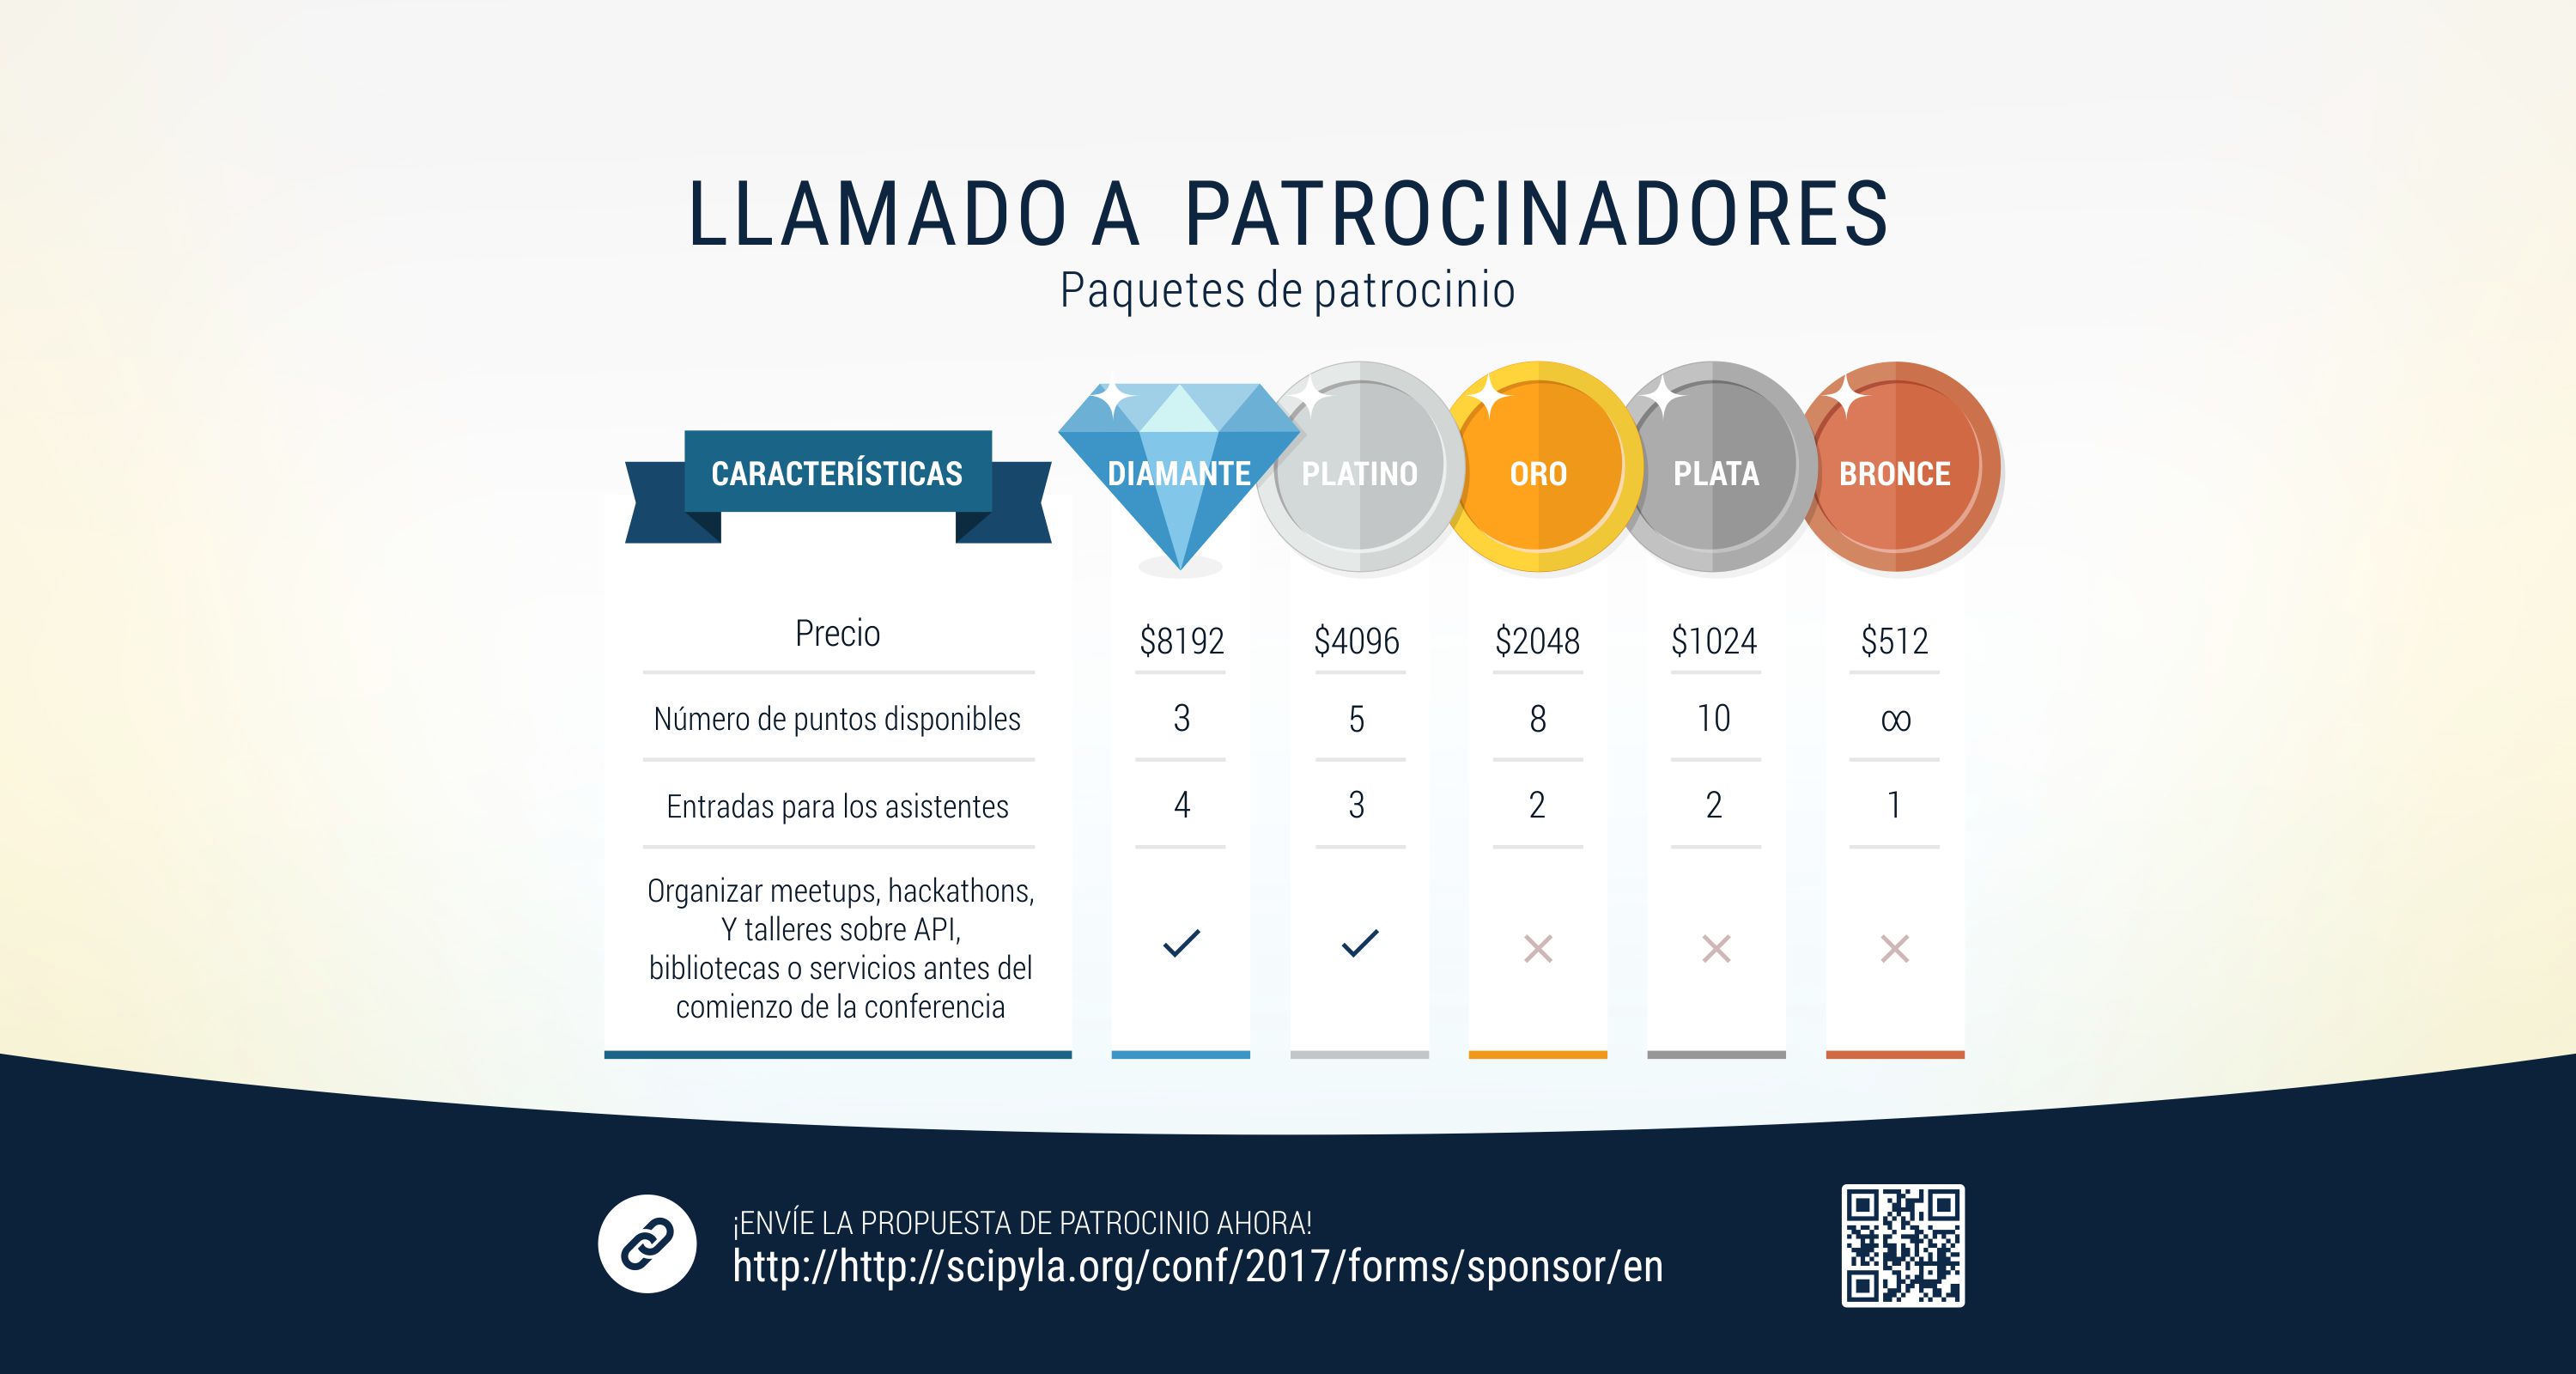 LLAMADO A PATROCINADORES
Paquetes de patrocinio
CARACTERÍSTICAS DIAMANTE PLATINO ORO PLATA BRONCE
Precio $8192 $4096 $2048 $1024 $512
Número de puntos disponibles 3 5 8 10 ∞
Entradas para los asistentes 4 3 2 2 1
Organizar meetups, hackathons,
Y talleres sobre API,
bibliotecas o servicios antes del
comienzo de la conferencia
¡ENVÍE LA PROPUESTA DE PATROCINIO AHORA!
http://http://scipyla.org/conf/2017/forms/sponsor/en